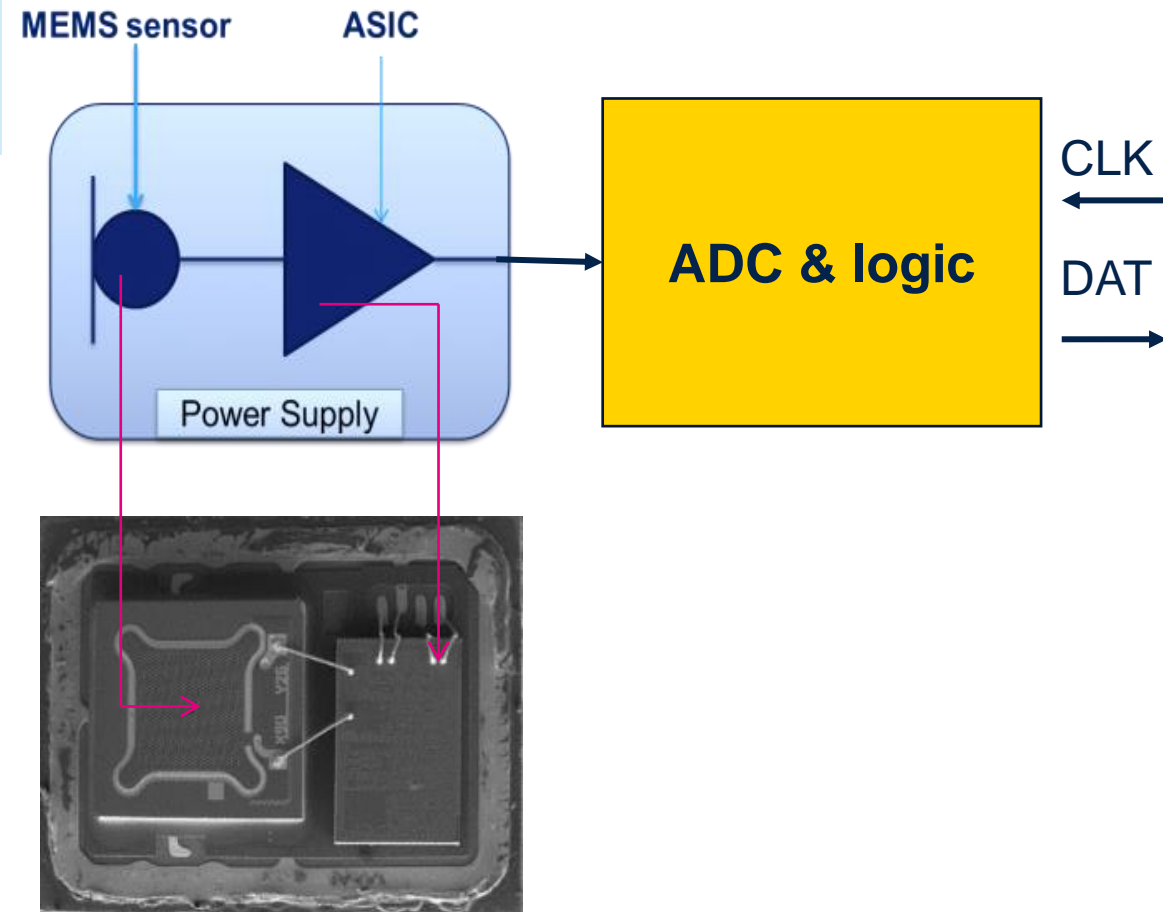 MEMS sensor
ASIC
Power Supply
ADC & logic
CLK
DAT